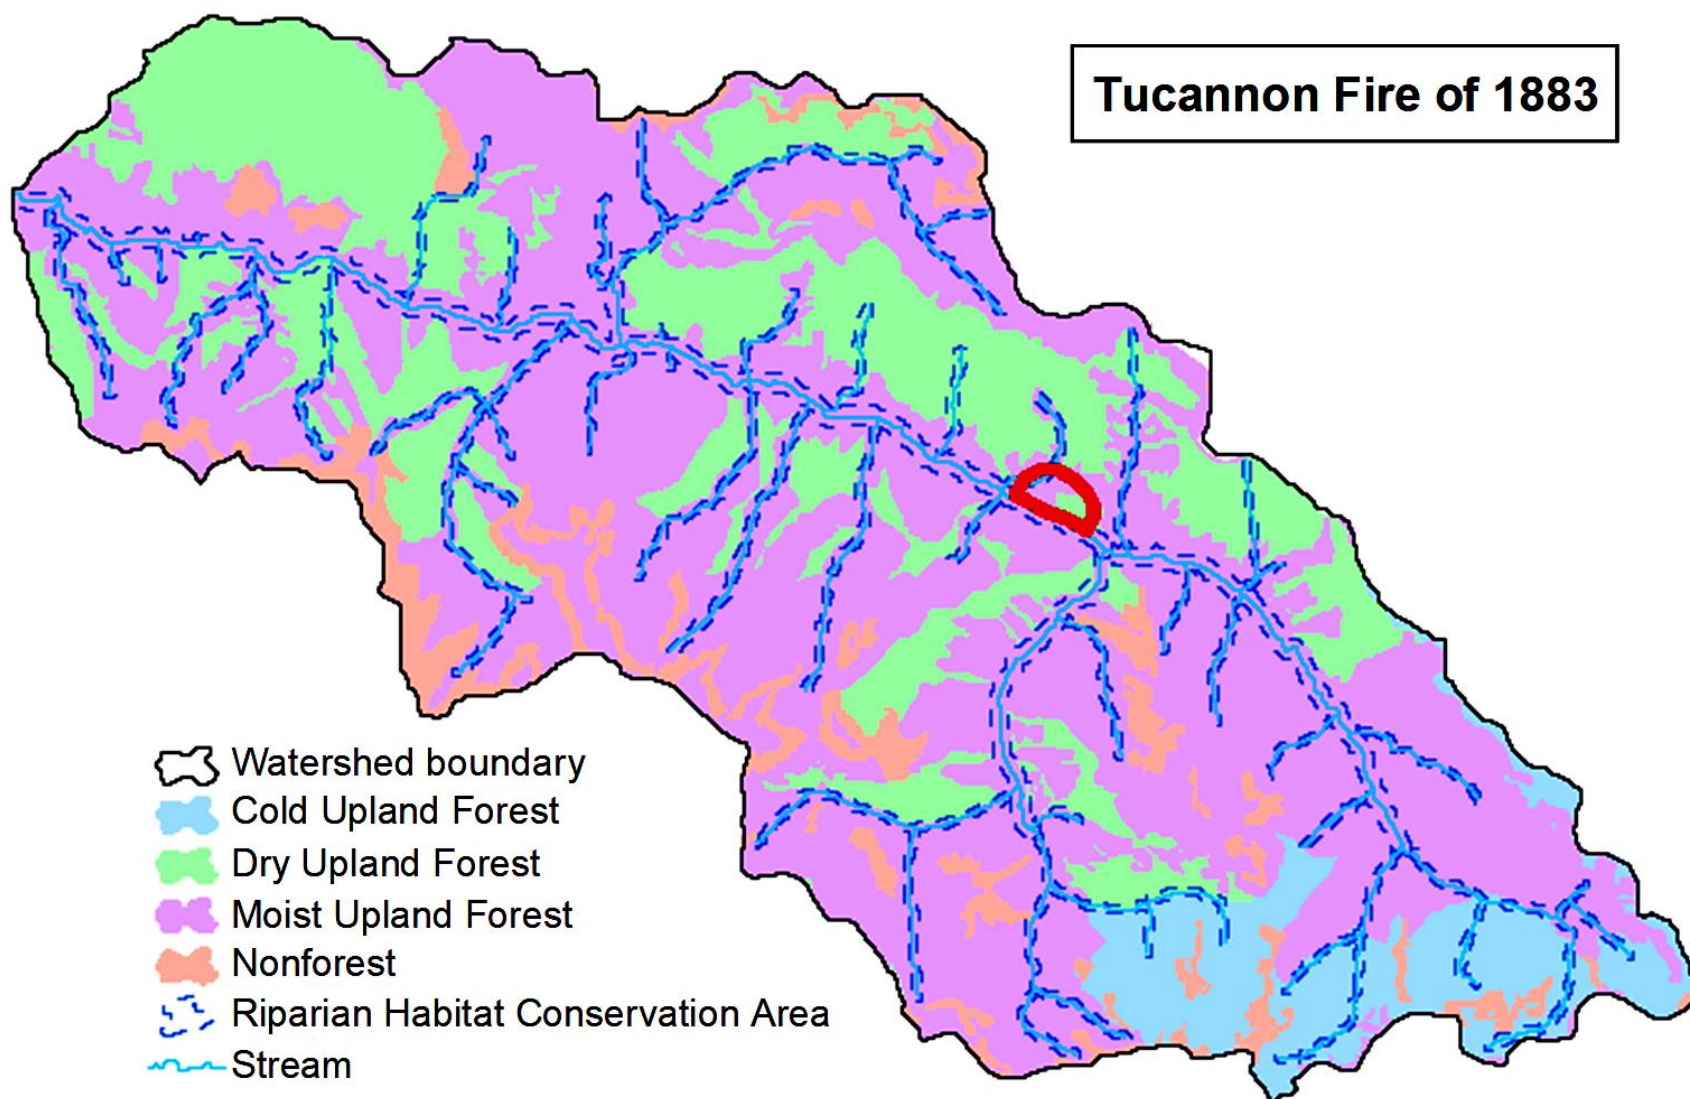 Tucannon Fire of 1883
Watershed boundary
Cold Upland Forest
Dry Upland Forest
Moist Upland Forest
Nonforest
Riparian Habitat Conservation Area
Stream